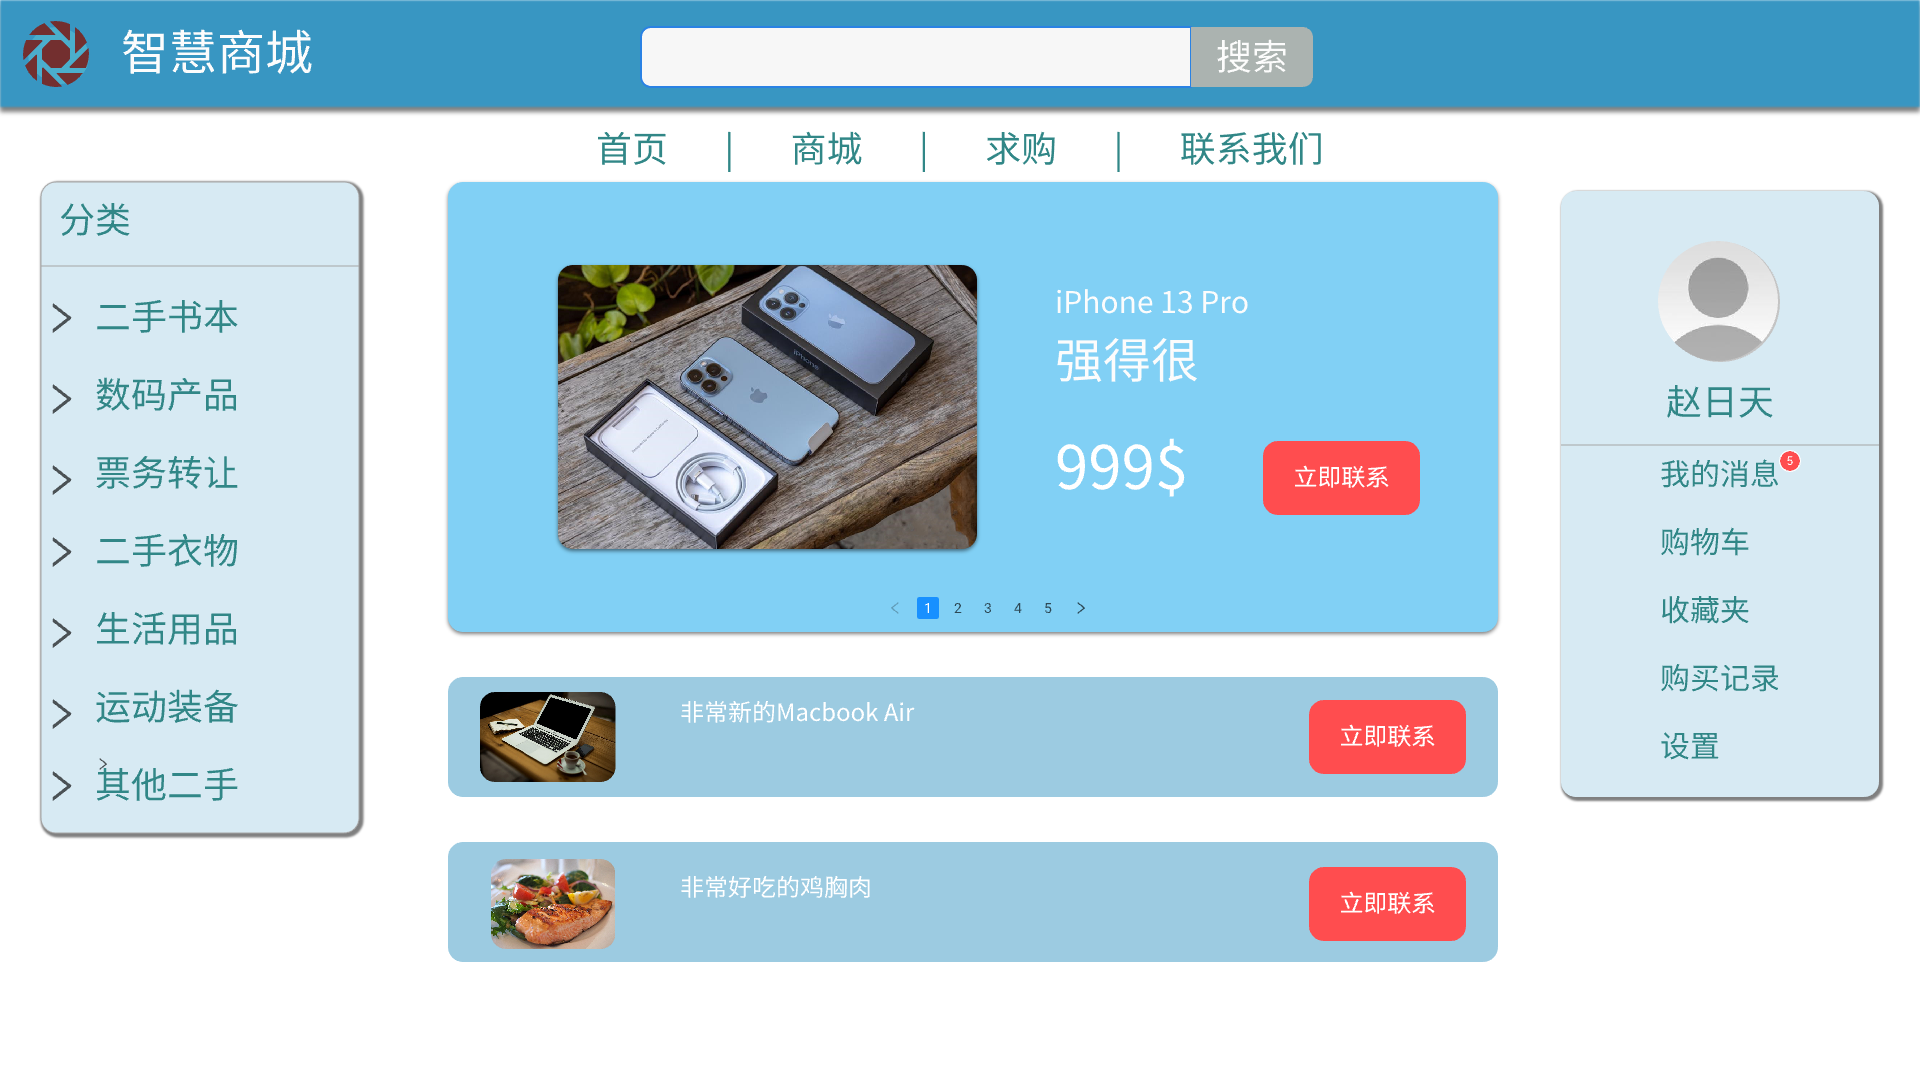 智慧商城
搜索
首页 | 商城 | 求购 | 联系我们
分类
二手书本
数码产品
票务转让
二手衣物
生活用品
运动装备
其他二手
iPhone 13 Pro
强得很
999$
立即联系
1 2 3 4 5
非常新的Macbook Air
立即联系
非常好吃的鸡胸肉
立即联系
赵日天
我的消息 5
购物车
收藏夹
购买记录
设置